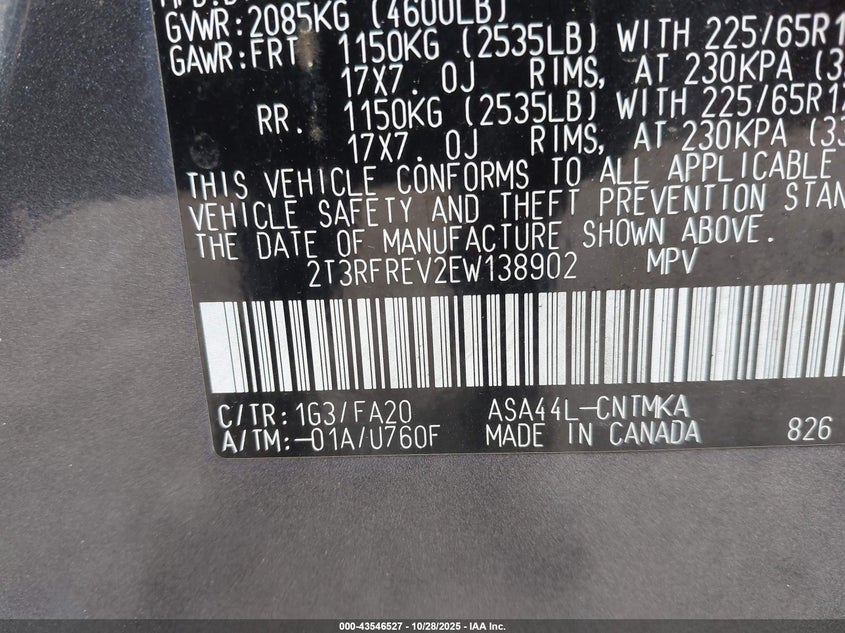 GVWR:2085KG (4600LB)
GAWR:FRT. 1150KG (2535LB) WITH 225/65R1
17X7.0J RIMS, AT 230KPA (3
RR. 1150KG (2535LB) WITH 225/65R17
17X7.0J RIMS, AT 230KPA (33
THIS VEHICLE CONFORMS TO ALL APPLICABLE
VEHICLE SAFETY AND THEFT PREVENTION STAN
THE DATE OF MANUFACTURE SHOWN ABOVE.
2T3RFREV2EW138902 MPV
C/TR:1G3/FA20 ASA44L-CNTMKA
A/TM:-01A/U760F MADE IN CANADA 826
000-43546527 - 10/28/2025 - IAA Inc.